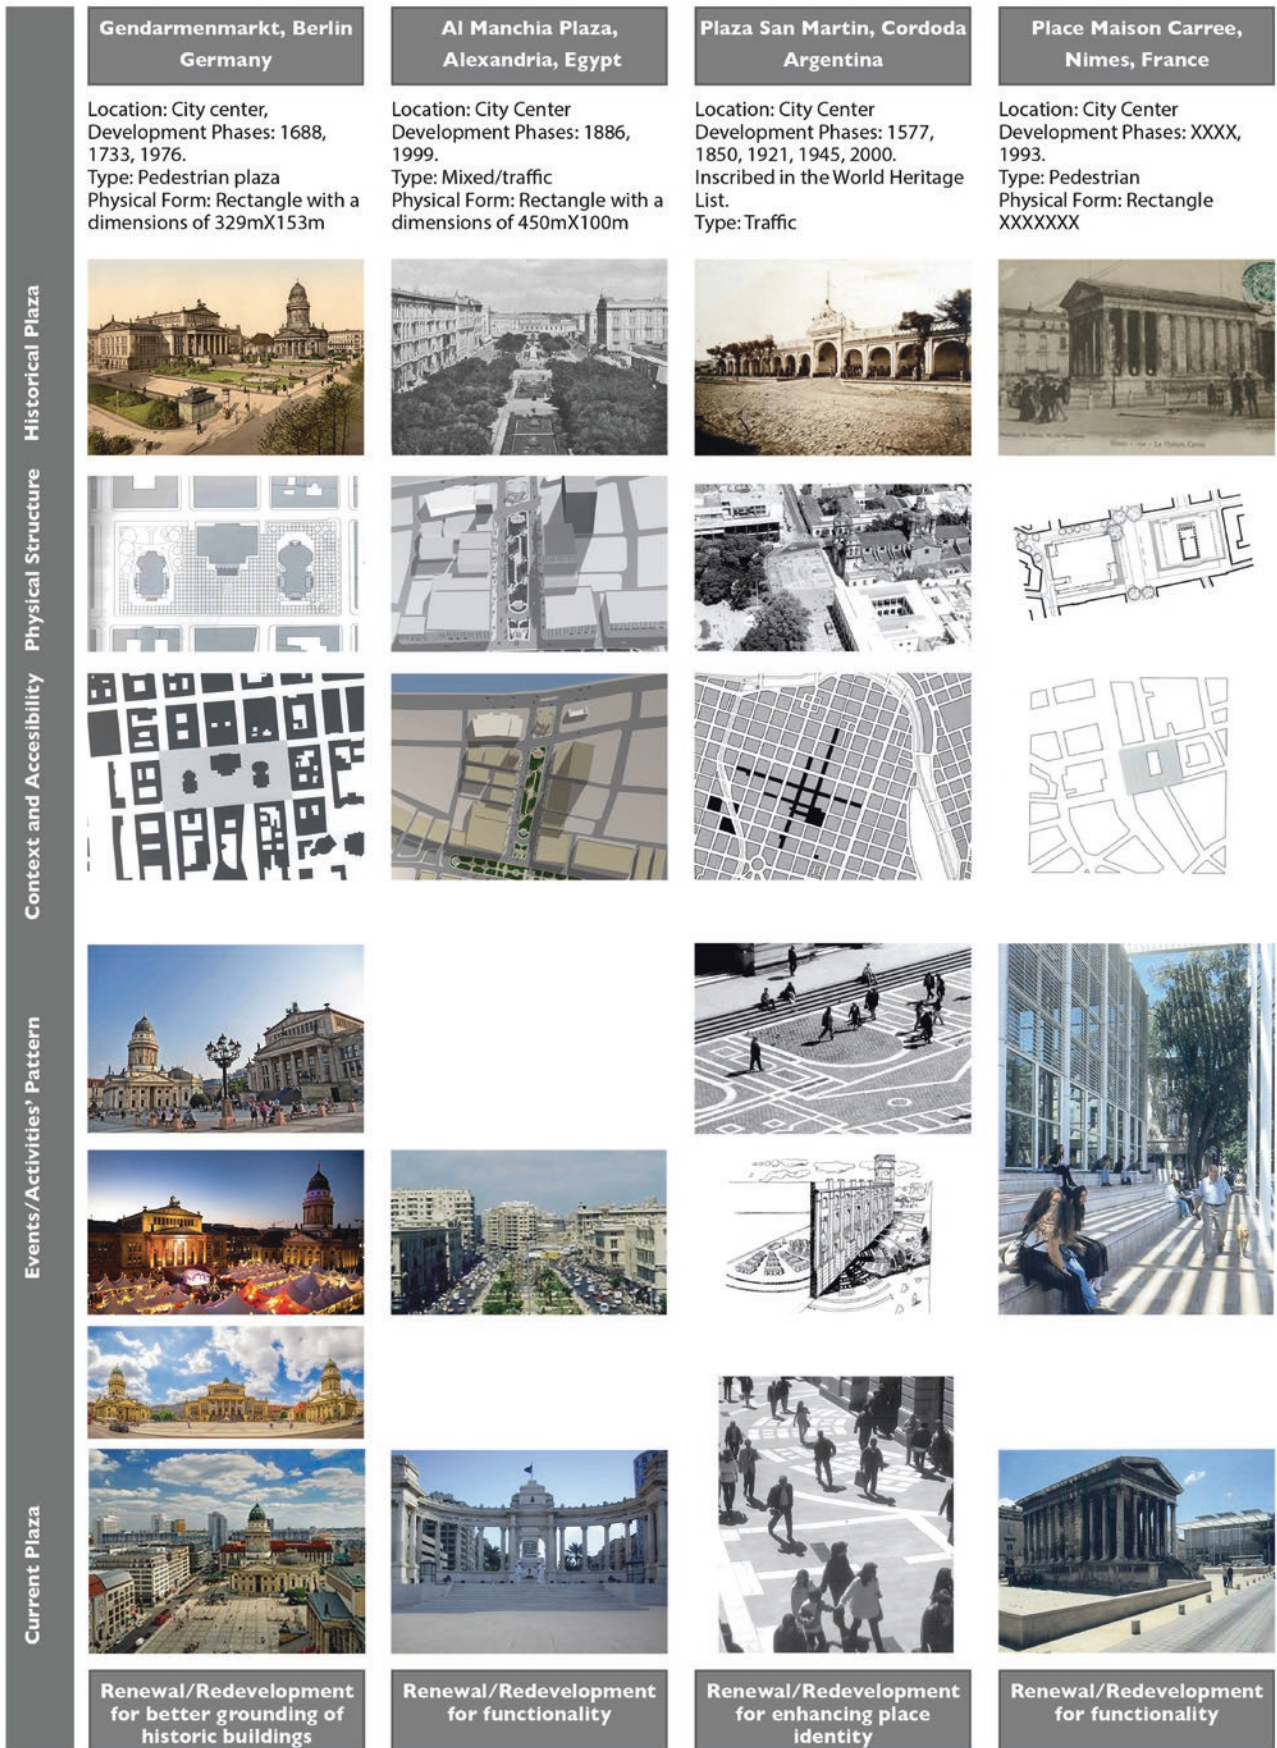 Gendarmenmarkt, Berlin
Germany
Location: City center,
Development Phases: 1688,
1733, 1976.
Type: Pedestrian plaza
Physical Form: Rectangle with a
dimensions of 329mX153m
Al Manchia Plaza,
Alexandria, Egypt
Location: City Center
Development Phases: 1886,
1999.
Type: Mixed/traffic
Physical Form: Rectangle with a
dimensions of 450mX100m
Plaza San Martin, Cordoda
Argentina
Location: City Center
Development Phases: 1577,
1850, 1921, 1945, 2000.
Inscribed in the World Heritage
List.
Type: Traffic
Place Maison Carree,
Nimes, France
Location: City Center
Development Phases: XXXX,
1993.
Type: Pedestrian
Physical Form: Rectangle
XXXXXXX
Historical Plaza
Physical Structure
Context and Accesibility
Events/Activities' Pattern
Current Plaza
Renewal/Redevelopment
for better grounding of
historic buildings
Renewal/Redevelopment
for functionality
Renewal/Redevelopment
for enhancing place
identity
Renewal/Redevelopment
for functionality